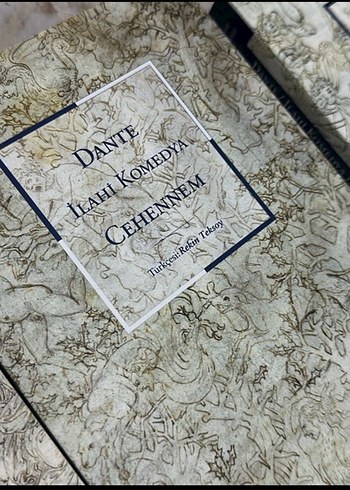 DANTE
İLAHİ KOMEDYA
CEHENNEM
Türkçesi: Rekin Teksoy